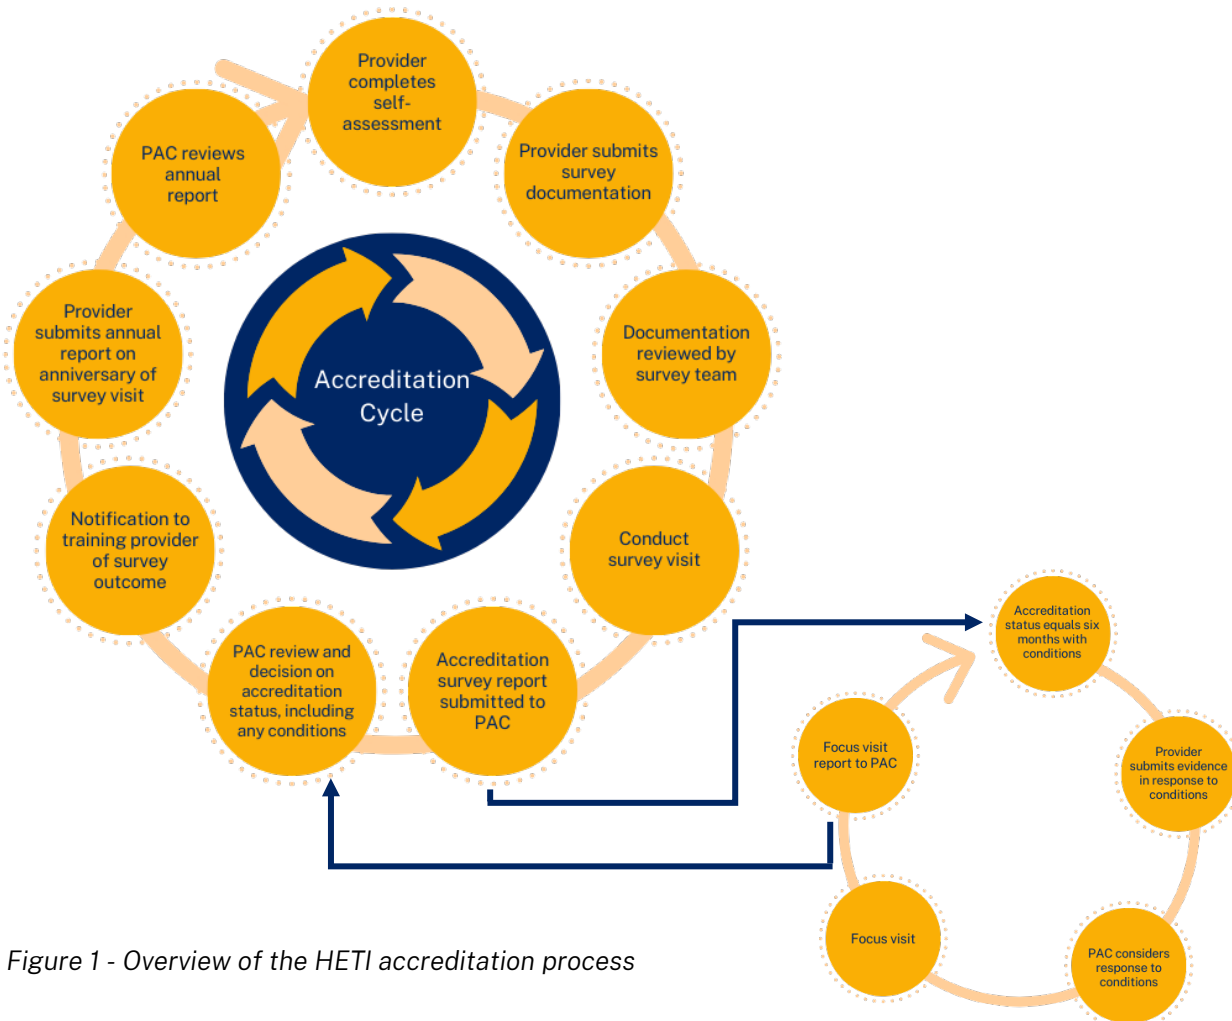 Provider
completes
self-
assessment
Provider submits
survey
documentation
Documentation
reviewed by
survey team
Conduct
survey visit
Accreditation
survey report
submitted to
PAC
PAC review and
decision on
accreditation
status, including
any conditions
Notification to
training provider
of survey
outcome
Provider
submits annual
report on
anniversary of
survey visit
PAC reviews
annual
report
Accreditation
Cycle
Accreditation
status equals six
months with
conditions
Provider
submits evidence
in response to
conditions
PAC considers
response to
conditions
Focus visit
Focus visit
report to PAC
Figure 1 - Overview of the HETI accreditation process